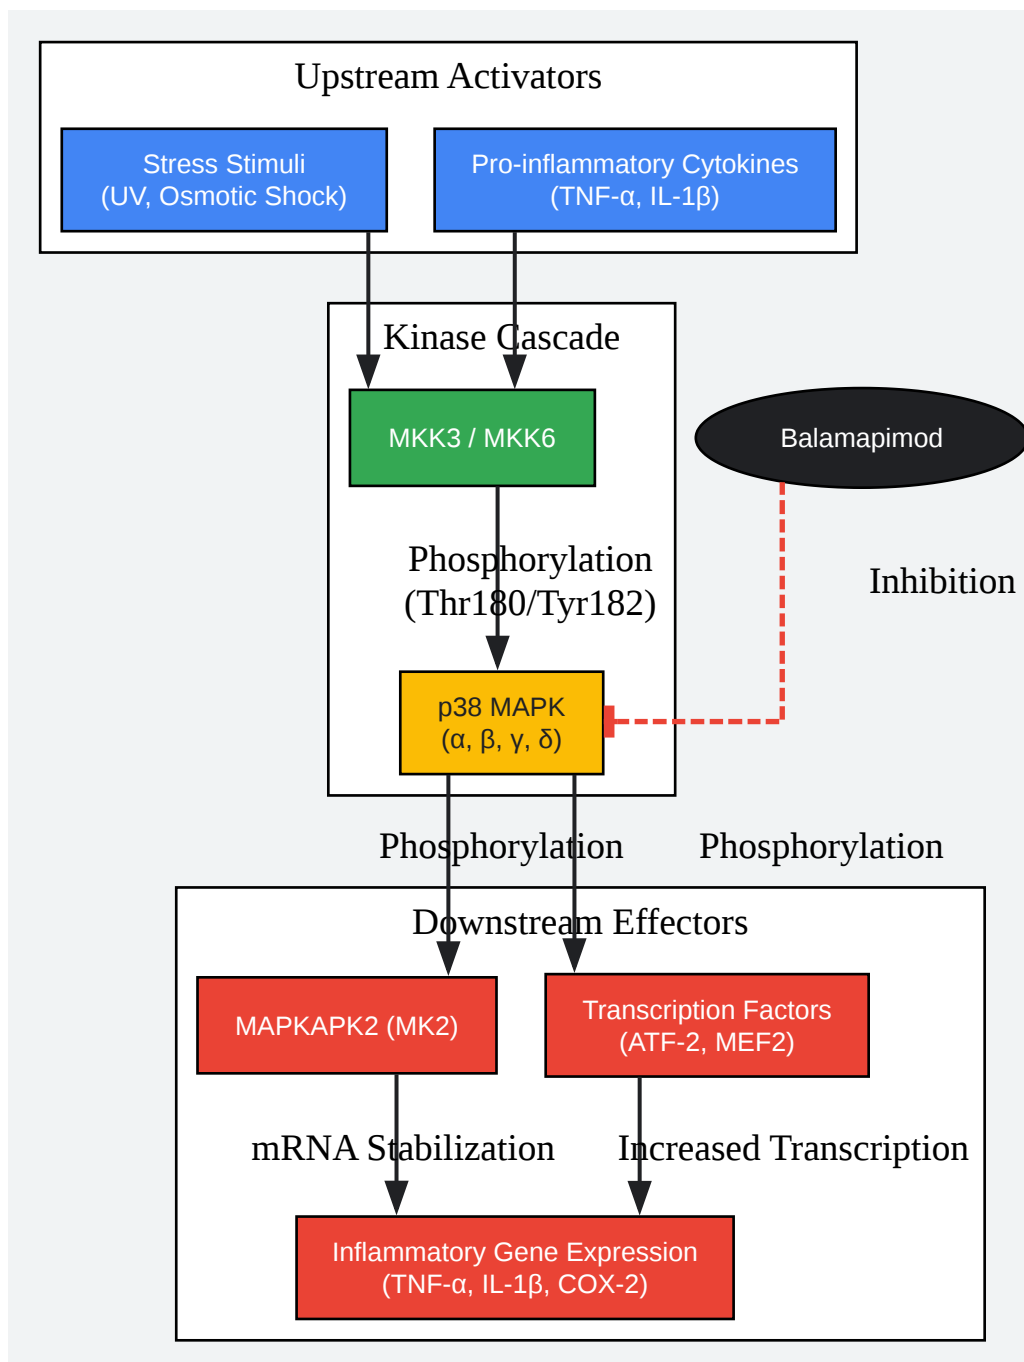 Upstream Activators
Stress Stimuli
(UV, Osmotic Shock)
Pro-inflammatory Cytokines
(TNF-α, IL-1β)
Kinase Cascade
MKK3 / MKK6
Balamapimod
Phosphorylation
(Thr180/Tyr182)
Inhibition
p38 MAPK
(α, β, γ, δ)
Phosphorylation
Phosphorylation
Downstream Effectors
MAPKAPK2 (MK2)
Transcription Factors
(ATF-2, MEF2)
mRNA Stabilization
Increased Transcription
Inflammatory Gene Expression
(TNF-α, IL-1β, COX-2)